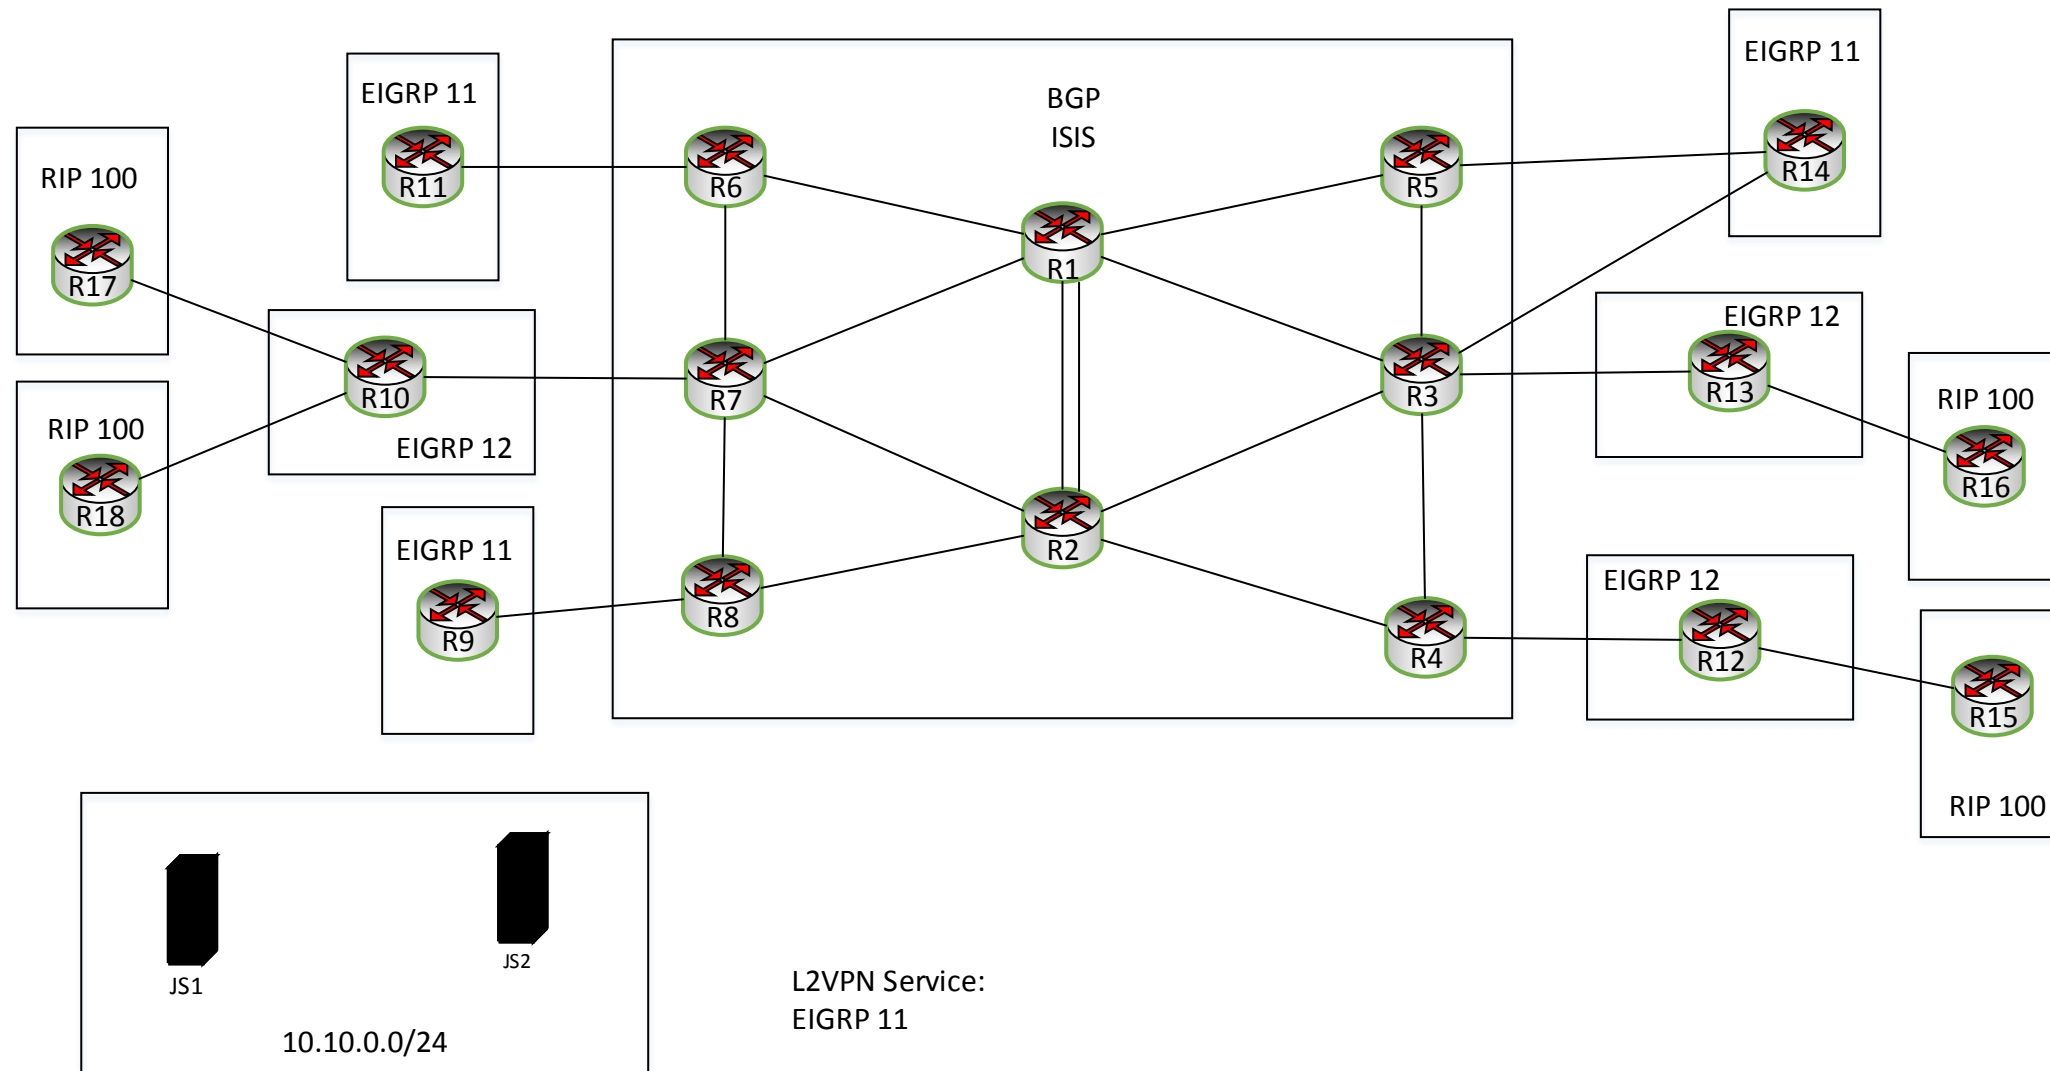 EIGRP 11
EIGRP 11
BGP
ISIS
RIP 100
R11
R6
R5
R14
R17
R1
EIGRP 12
R10
R7
R3
R13
RIP 100
RIP 100
EIGRP 12
R18
R16
EIGRP 11
R2
EIGRP 12
R9
R8
R4
R12
R15
RIP 100
JS1
JS2
10.10.0.0/24
L2VPN Service:
EIGRP 11